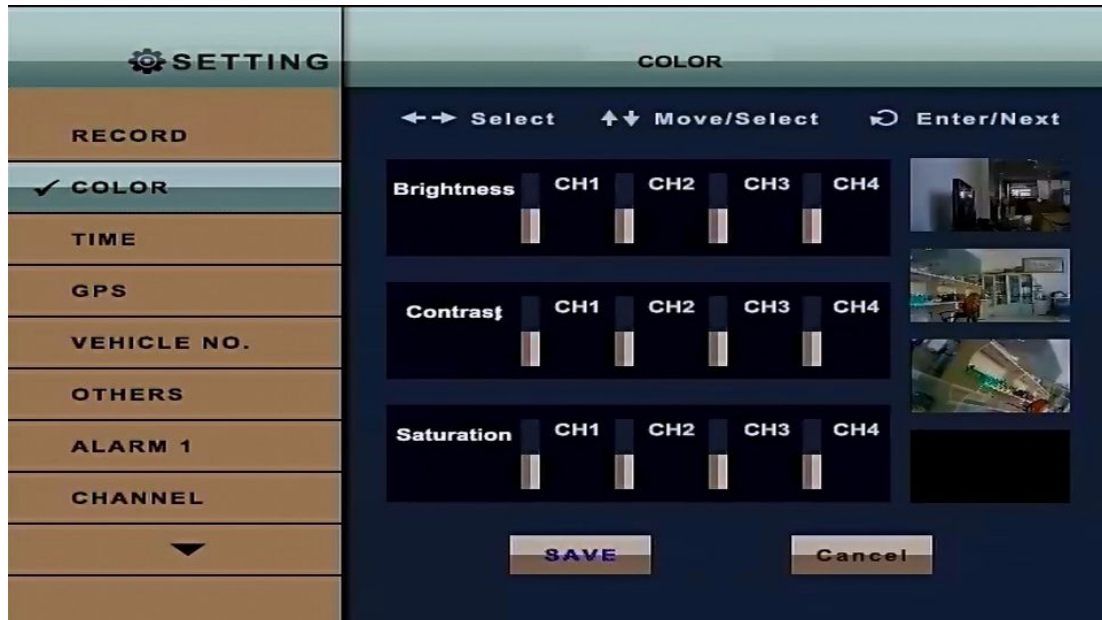 SETTING
COLOR
RECORD
COLOR
TIME
GPS
VEHICLE NO.
OTHERS
ALARM 1
CHANNEL
Select Move/Select Enter/Next
Brightness CH1 CH2 CH3 CH4
Contrast CH1 CH2 CH3 CH4
Saturation CH1 CH2 CH3 CH4
SAVE Cancel